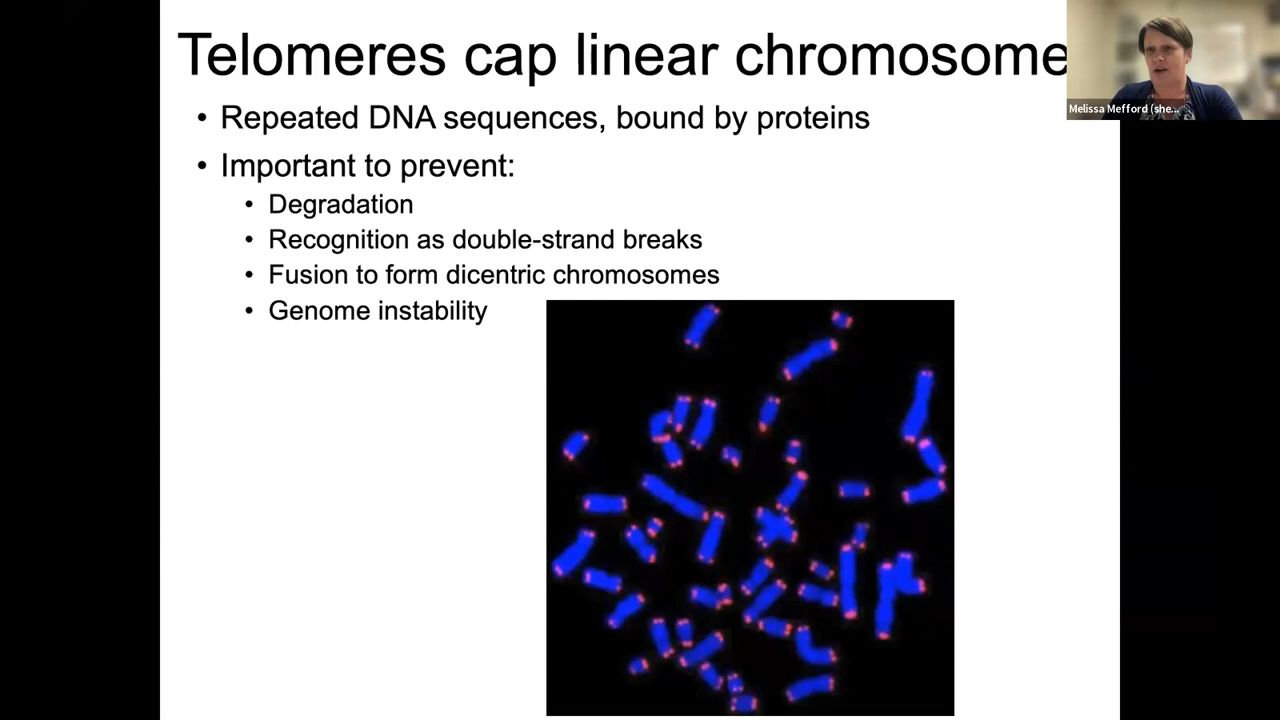 Telomeres cap linear chromosome
• Repeated DNA sequences, bound by proteins
• Important to prevent:
• Degradation
• Recognition as double-strand breaks
• Fusion to form dicentric chromosomes
• Genome instability
Melissa Mefford (she...